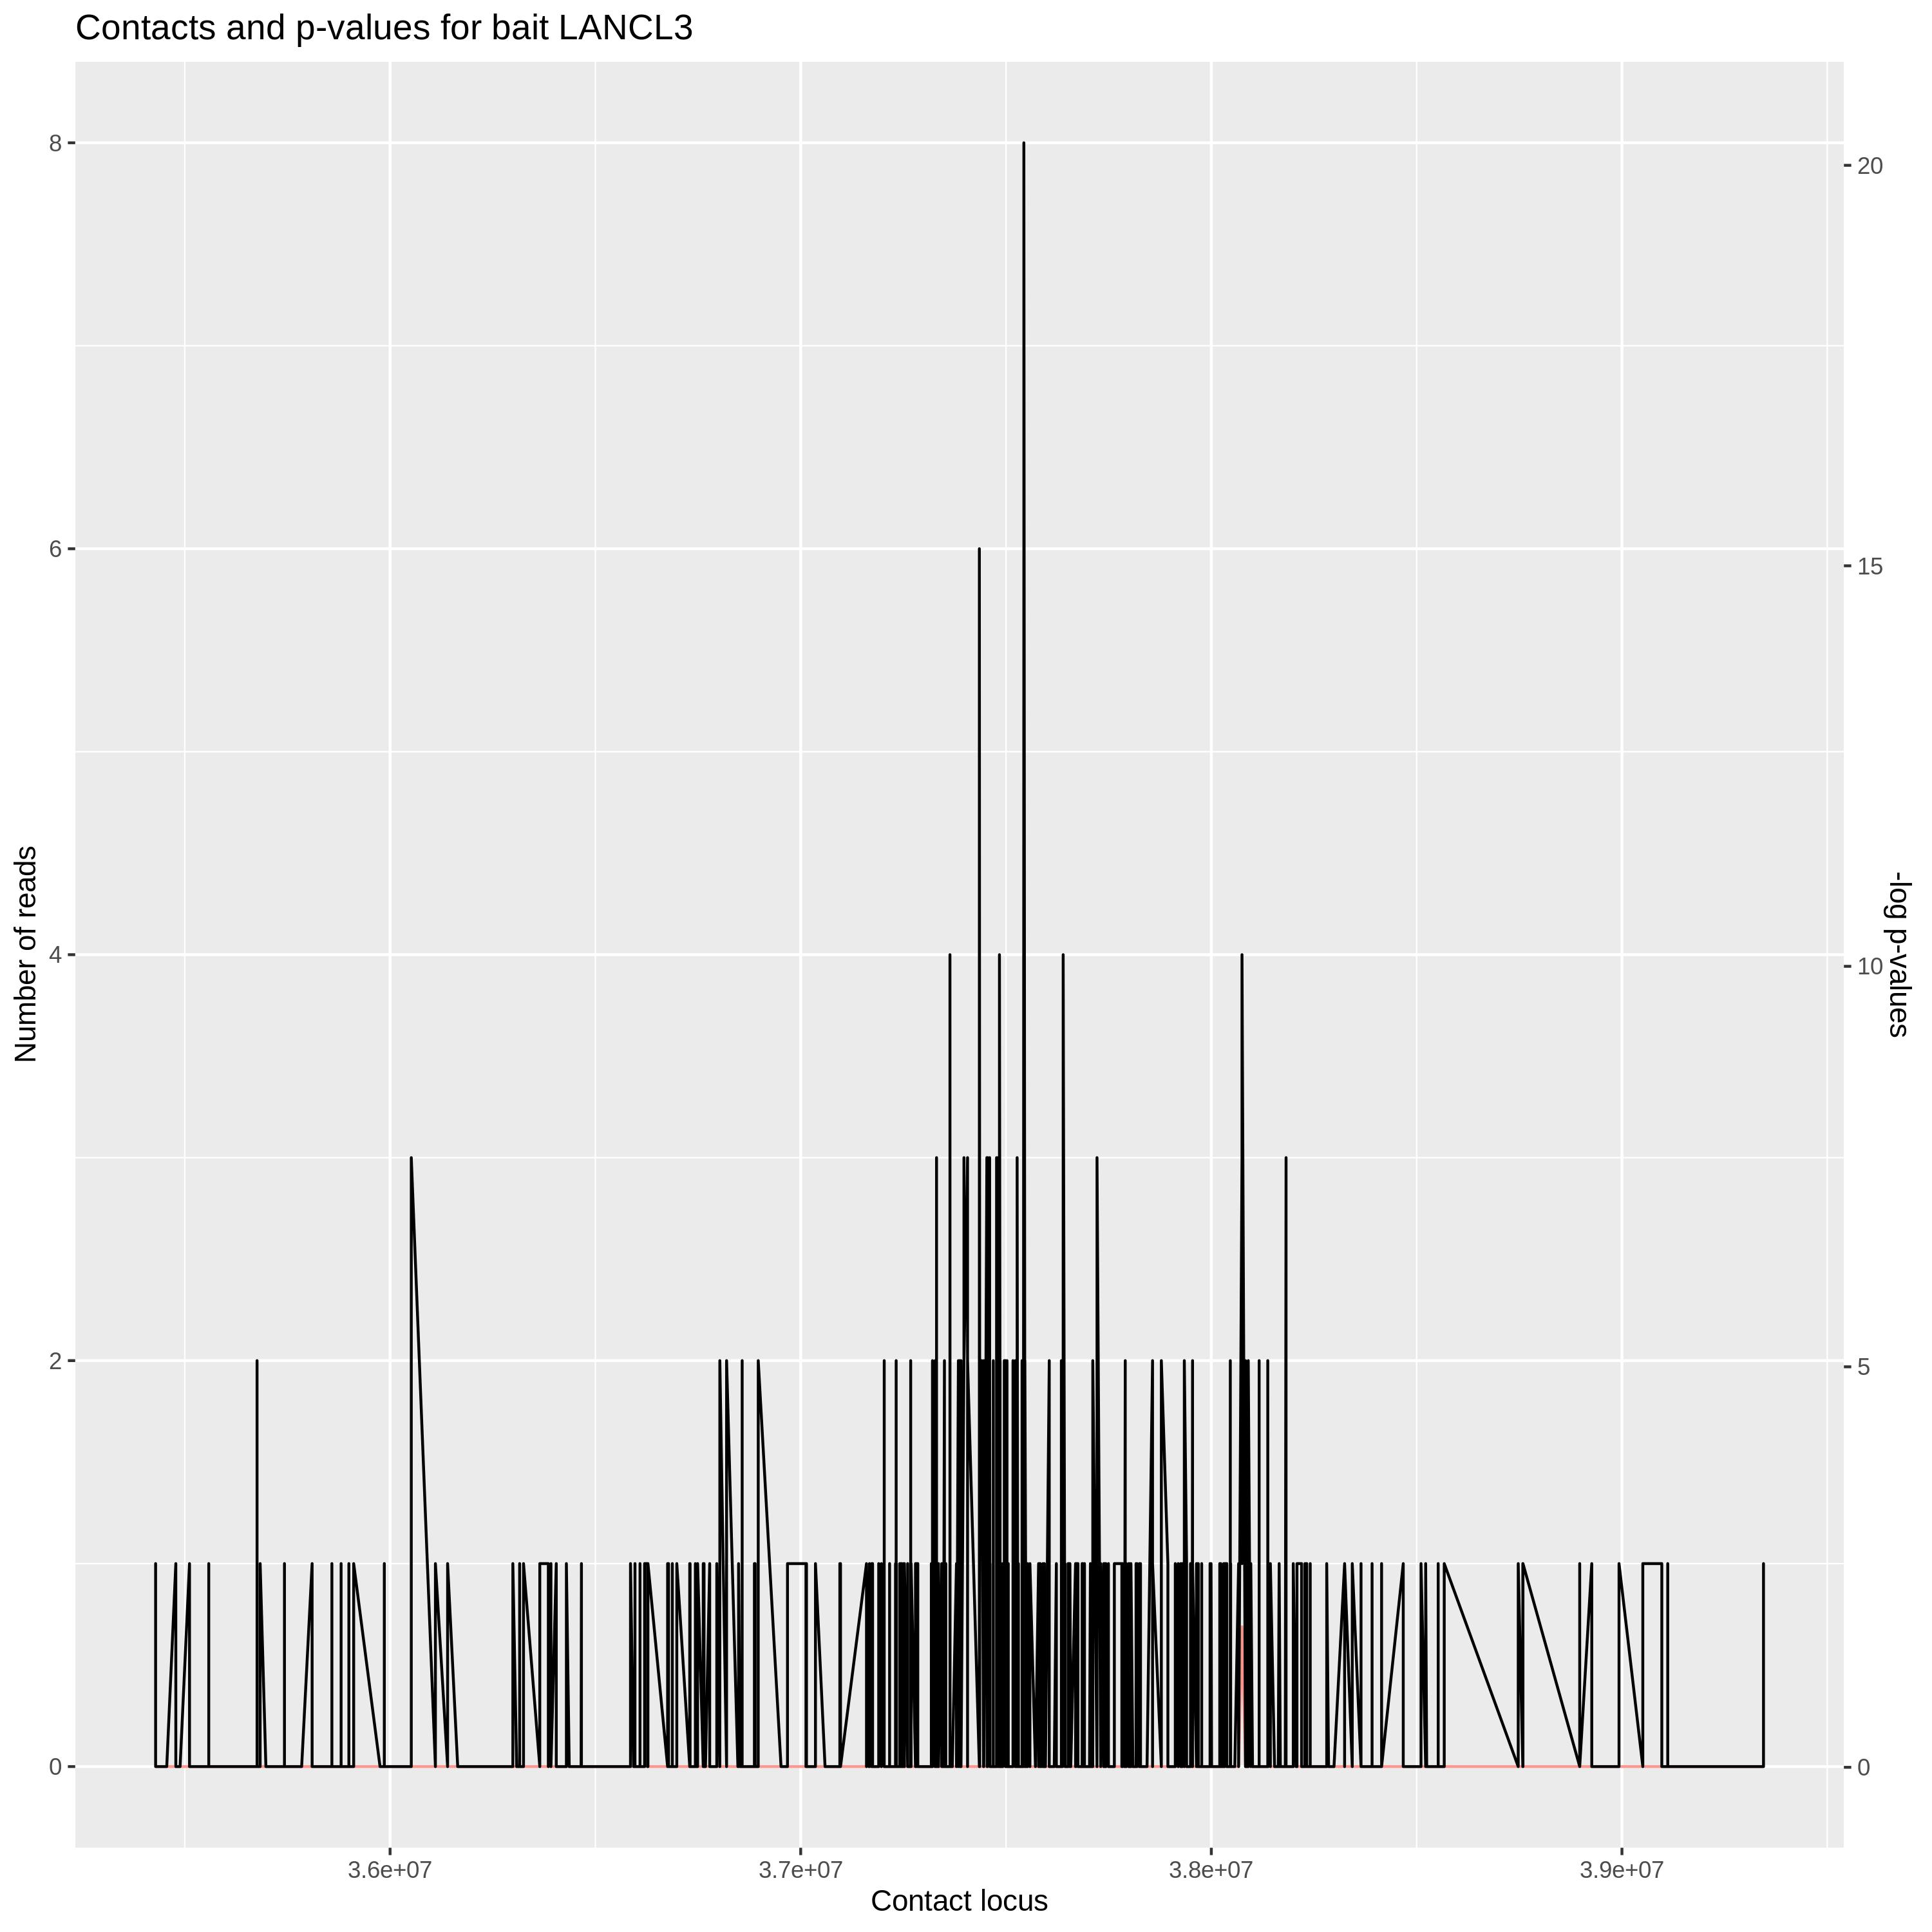 Contacts and p-values for bait LANCL3
8
6
4
2
0
20
15
10
5
0
Number of reads
-log p-values
3.6e+07
3.7e+07
3.8e+07
3.9e+07
Contact locus